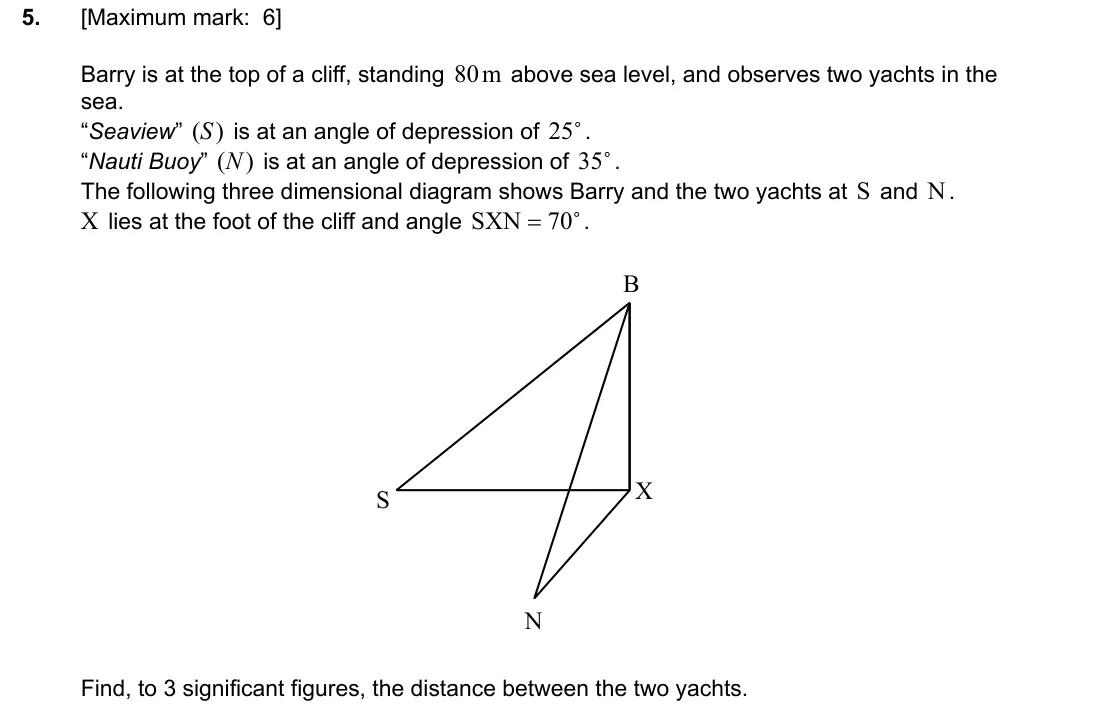 5. [Maximum mark: 6]
Barry is at the top of a cliff, standing 80 m above sea level, and observes two yachts in the
sea.
“Seaview” (S) is at an angle of depression of 25°.
“Nauti Buoy” (N) is at an angle of depression of 35°.
The following three dimensional diagram shows Barry and the two yachts at S and N.
X lies at the foot of the cliff and angle SXN = 70°.
B
S
X
N
Find, to 3 significant figures, the distance between the two yachts.